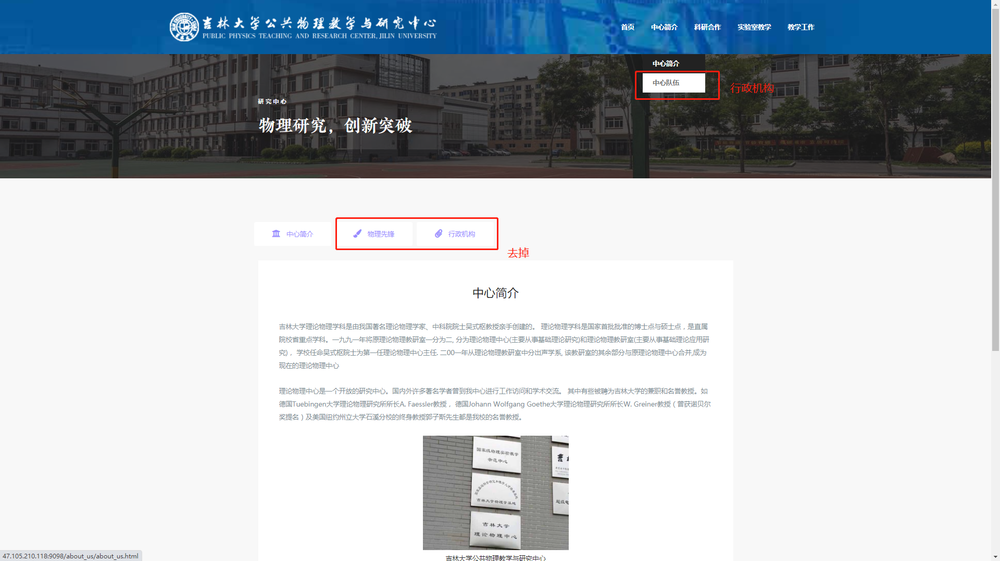 吉林大学公共物理教学与研究中心
PUBLIC PHYSICS TEACHING AND RESEARCH CENTER, JILIN UNIVERSITY
首页 中心简介 科研合作 实验室教学 教学工作
中心简介
中心队伍
行政机构
研究中心
物理研究，创新突破
中心简介 物理先锋 行政机构
去掉
中心简介
吉林大学理论物理学科是由我国著名理论物理学家、中科院院士吴式枢教授亲手创建的。 理论物理学科是国家首批批准的博士点与硕士点，是直属
院校省重点学科。一九九一年将原理论物理教研室一分为二, 分为理论物理中心(主要从事基础理论研究)和理论物理教研室(主要从事基础理论应用研
究)， 学校任命吴式枢院士为第一任理论物理中心主任. 二00一年从理论物理教研室中分出声学系, 该教研室的其余部分与原理论物理中心合并,成为
现在的理论物理中心
理论物理中心是一个开放的研究中心。国内外许多著名学者曾到我中心进行工作访问和学术交流。 其中有些被聘为吉林大学的兼职和名誉教授。如
德国Tuebingen大学理论物理研究所所长A. Faessler教授， 德国Johann Wolfgang Goethe大学理论物理研究所所长W. Greiner教授（曾获诺贝尔
奖提名）及美国纽约州立大学石溪分校的终身教授郭子斯先生都是我校的名誉教授。
国家级物理实验教学
示范中心
国家基础科学研究和教学人才培养基地
吉林大学物理学基地
吉林大学
理论物理中心
吉林
超级电
吉林大学公共物理教学与研究中心
47.105.210.118:9098/about_us/about_us.html